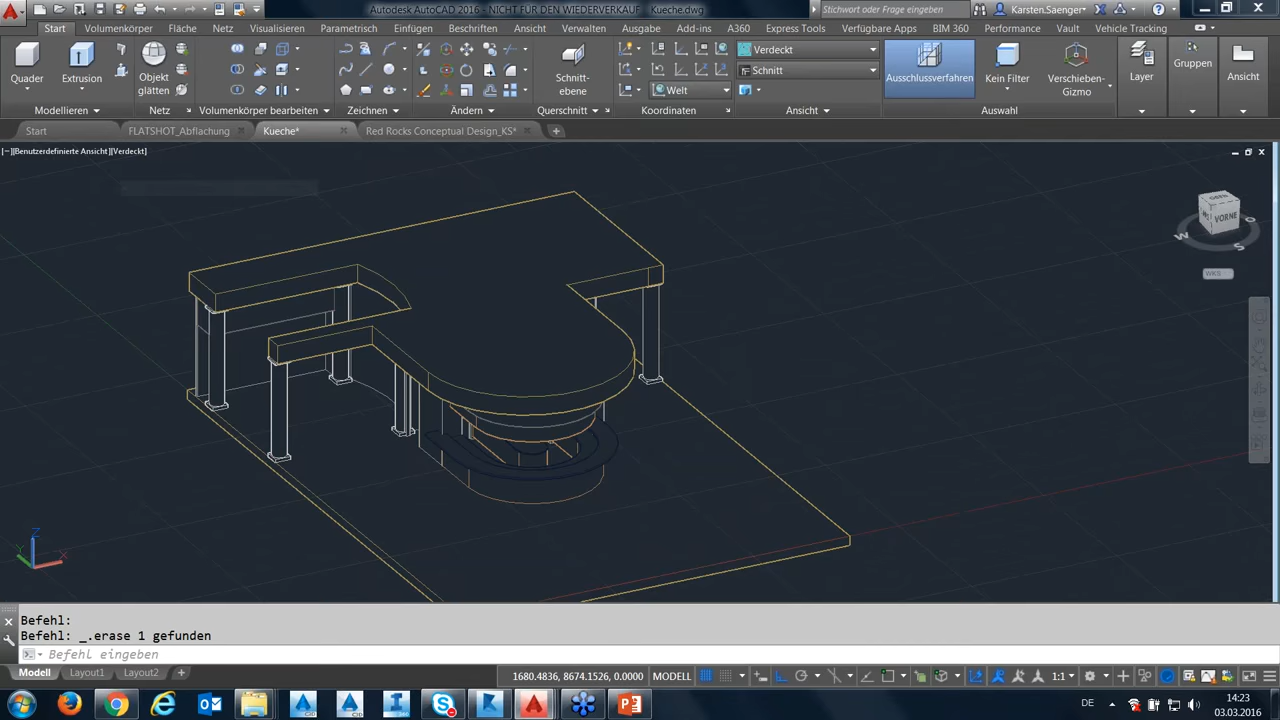 Autodesk AutoCAD 2016 - NICHT FÜR DEN WIEDERVERKAUF Kueche.dwg
Stichwort oder Frage eingeben
Karsten.Saenger
Start Volumenkörper Fläche Netz Visualisieren Parametrisch Einfügen Beschriften Ansicht Verwalten Ausgabe Add-ins A360 Express Tools Verfügbare Apps BIM 360 Performance Vault Vehicle Tracking
Quader
Extrusion
Objekt glätten
Schnitt-ebene
Verdeckt
Schnitt
Welt
Ausschlussverfahren
Kein Filter
Verschieben-Gizmo
Layer
Gruppen
Ansicht
Modellieren Netz Volumenkörper bearbeiten Zeichnen Ändern Querschnitt Koordinaten Ansicht Auswahl
Start FLATSHOT_Abflachung Kueche* Red Rocks Conceptual Design_KS*
[−][Benutzerdefinierte Ansicht][Verdeckt]
OBEN
VORNE
W
O
S
WKS
Z
Y
X
Befehl:
Befehl: _.erase 1 gefunden
Befehl eingeben
Modell Layout1 Layout2 +
1680.4836, 8674.1526, 0.0000 MODELL
1:1
DE
14:23
03.03.2016